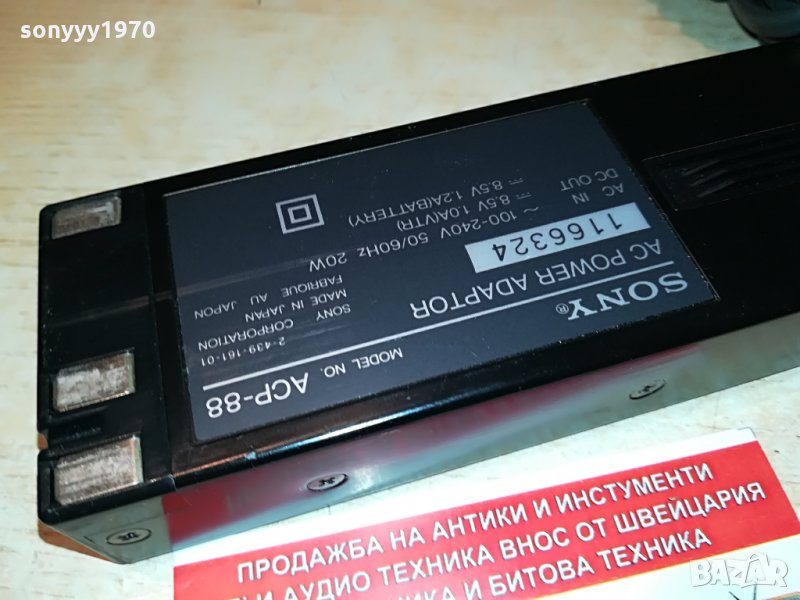 sonyyy1970
SONY®
AC POWER ADAPTOR
MODEL NO. ACP-88
1166324
AC IN ～ 100-240V 50/60Hz 20W
DC OUT ⎓ 8.5V 1.0A(VTR)
⎓ 8.5V 1.2A(BATTERY)
2-439-161-01
SONY CORPORATION
MADE IN JAPAN
FABRIQUE AU JAPON
ПРОДАЖБА НА АНТИКИ И ИНСТУМЕНТИ
АУДИО ТЕХНИКА ВНОС ОТ ШВЕЙЦАРИЯ
И БИТОВА ТЕХНИКА
BAZAR